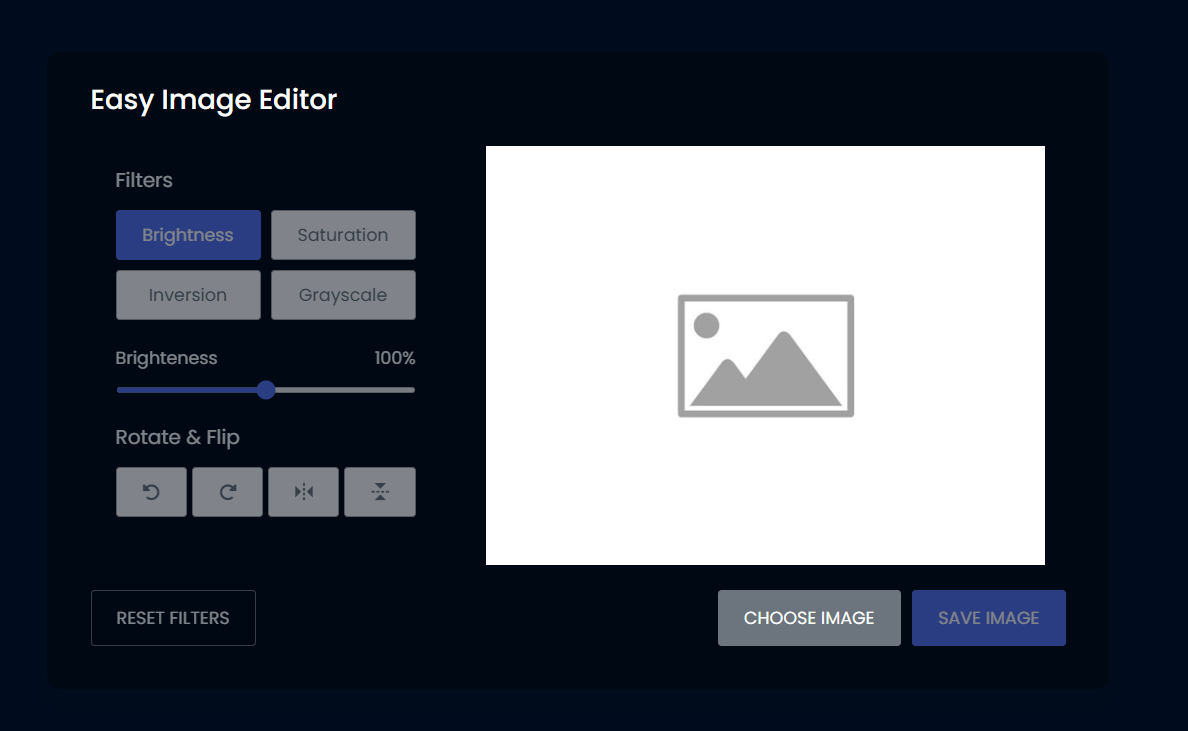 Easy Image Editor
Filters
Brightness Saturation
Inversion Grayscale
Brighteness 100%
Rotate & Flip
RESET FILTERS CHOOSE IMAGE SAVE IMAGE